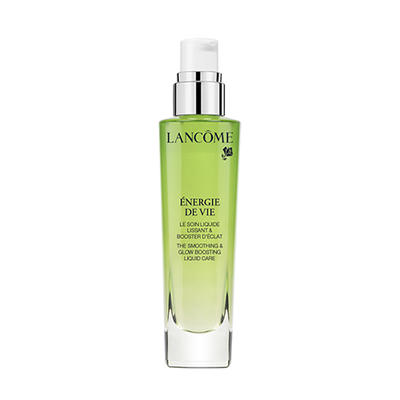 LANCÔME
ÉNERGIE
DE VIE
LE SOIN LIQUIDE
LISSANT &
BOOSTER D'ÉCLAT
THE SMOOTHING &
GLOW BOOSTING
LIQUID CARE